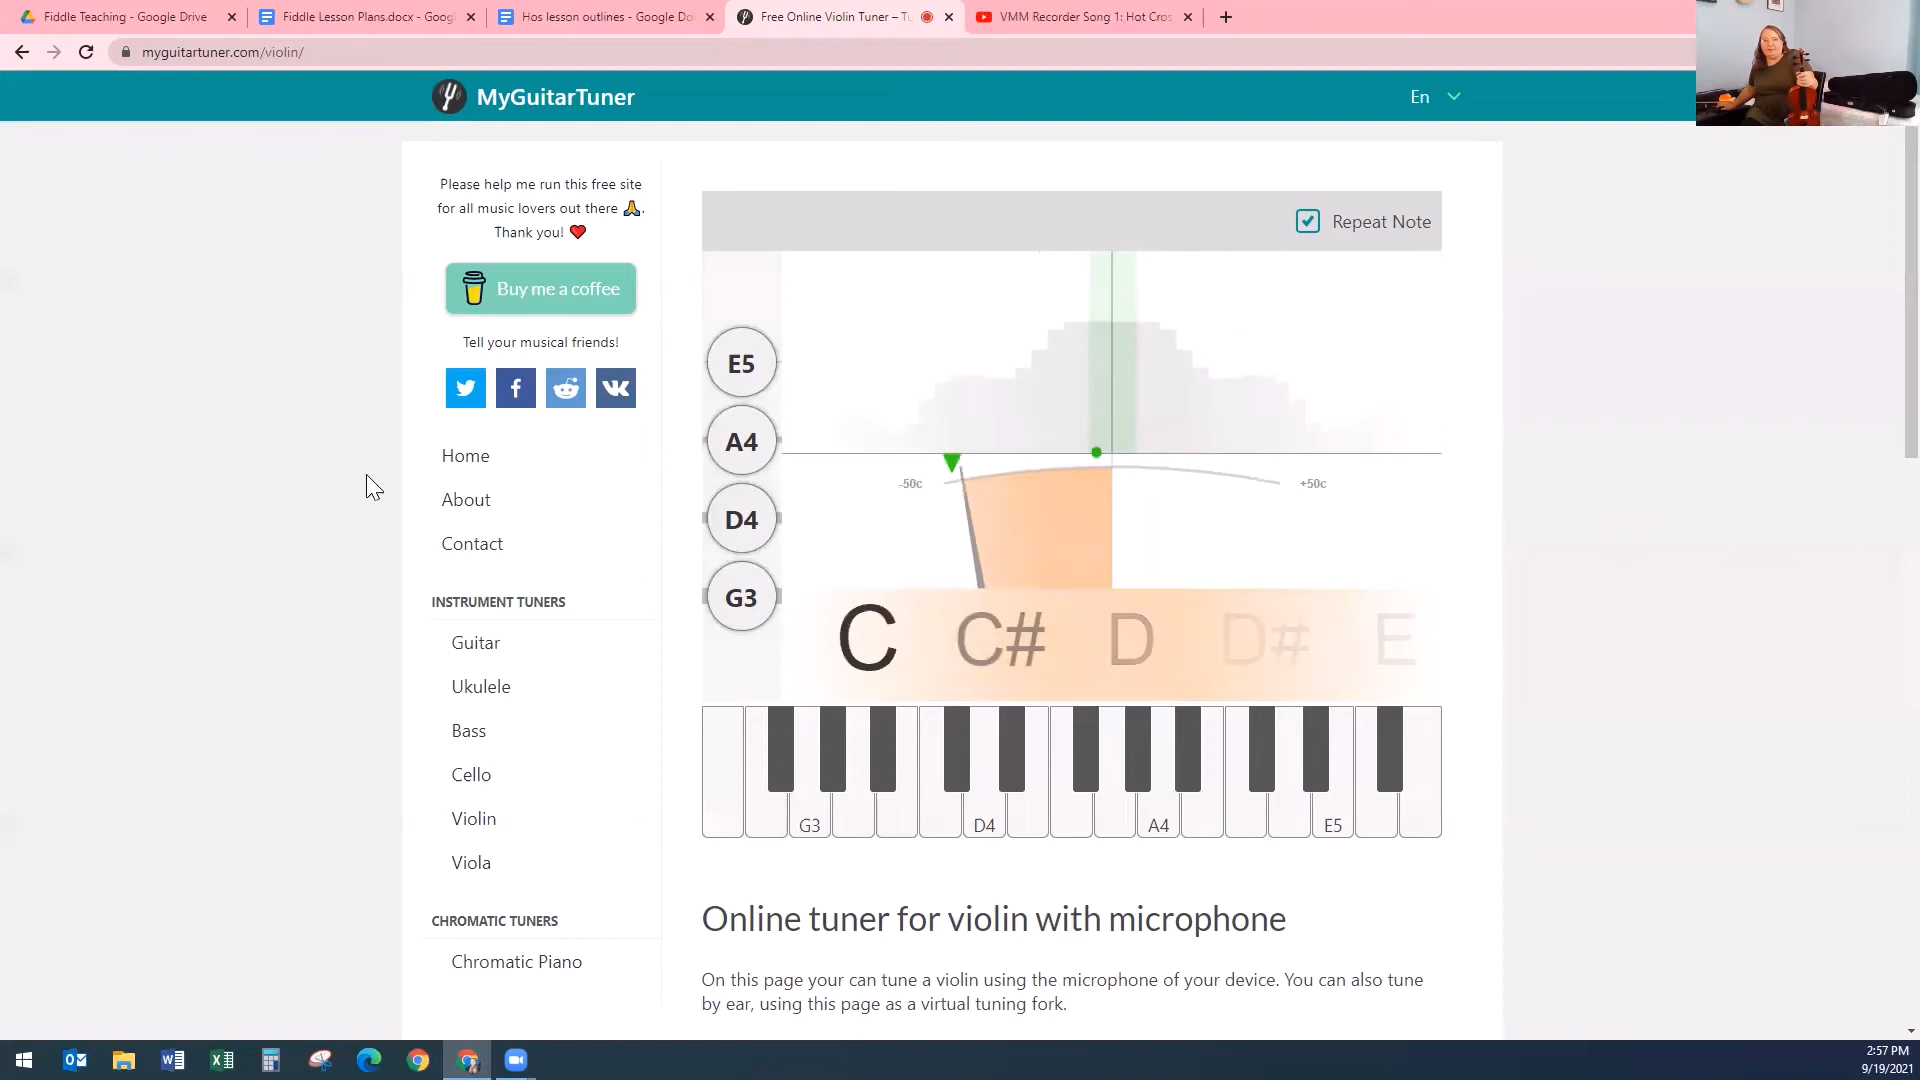 Fiddle Teaching - Google Drive
Fiddle Lesson Plans.docx - Googl
Hos lesson outlines - Google Do
Free Online Violin Tuner – Tu
VMM Recorder Song 1: Hot Cros
myguitartuner.com/violin/
MyGuitarTuner
En
Please help me run this free site
for all music lovers out there 🙏.
Thank you! ❤️
Buy me a coffee
Tell your musical friends!
Home
About
Contact
INSTRUMENT TUNERS
Guitar
Ukulele
Bass
Cello
Violin
Viola
CHROMATIC TUNERS
Chromatic Piano
Repeat Note
E5
A4
D4
G3
-50c
+50c
C C# D D# E
G3 D4 A4 E5
Online tuner for violin with microphone
On this page your can tune a violin using the microphone of your device. You can also tune
by ear, using this page as a virtual tuning fork.
2:57 PM
9/19/2021